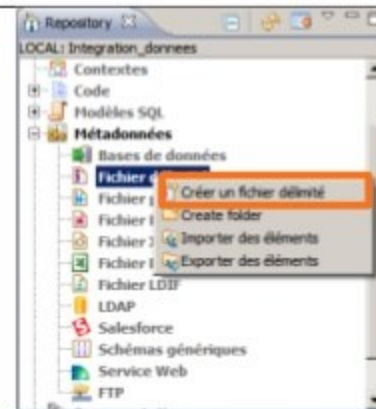 Repository
LOCAL: Integration_donnees
Contextes
Code
Modèles SQL
Métadonnées
Bases de données
Fichier
Créer un fichier délimité
Fichier
Create folder
Fichier
Importer des éléments
Fichier
Exporter des éléments
Fichier
Fichier LDIF
LDAP
Salesforce
Schémas génériques
Service Web
FTP